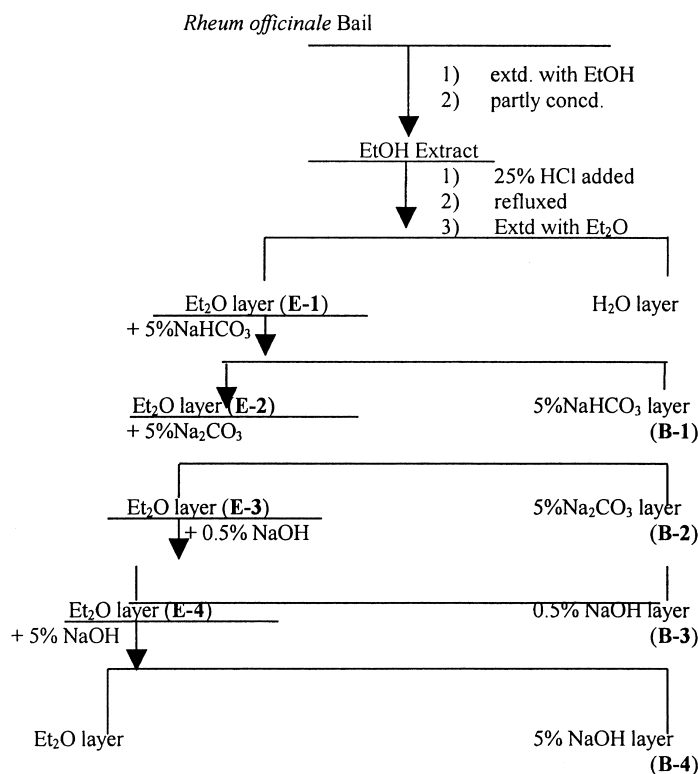 Rheum officinale Bail
1) extd. with EtOH
2) partly concd.
EtOH Extract
1) 25% HCl added
2) refluxed
3) Extd with Et₂O
Et₂O layer (E-1)
H₂O layer
+ 5%NaHCO₃
Et₂O layer (E-2)
5%NaHCO₃ layer
+ 5%Na₂CO₃
(B-1)
Et₂O layer (E-3)
5%Na₂CO₃ layer
+ 0.5% NaOH
(B-2)
Et₂O layer (E-4)
0.5% NaOH layer
+ 5% NaOH
(B-3)
Et₂O layer
5% NaOH layer
(B-4)